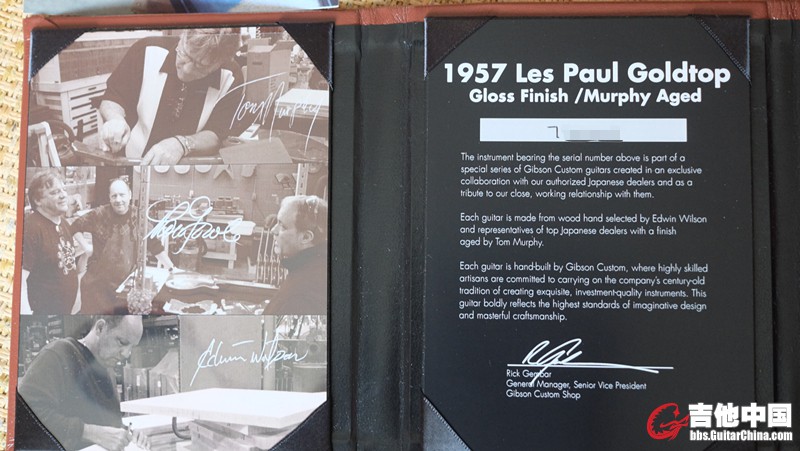 Tom Murphy
Edwin Wilson
1957 Les Paul Goldtop
Gloss Finish /Murphy Aged
The instrument bearing the serial number above is part of a
special series of Gibson Custom guitars created in an exclusive
collaboration with our authorized Japanese dealers and as a
tribute to our close, working relationship with them.
Each guitar is made from wood hand selected by Edwin Wilson
and representatives of top Japanese dealers with a finish
aged by Tom Murphy.
Each guitar is hand-built by Gibson Custom, where highly skilled
artisans are committed to carrying on the company's century-old
tradition of creating exquisite, investment-quality instruments. This
guitar boldly reflects the highest standards of imaginative design
and masterful craftsmanship.
Rick Gembar
General Manager, Senior Vice President
Gibson Custom Shop
吉他中国
bbs.GuitarChina.com